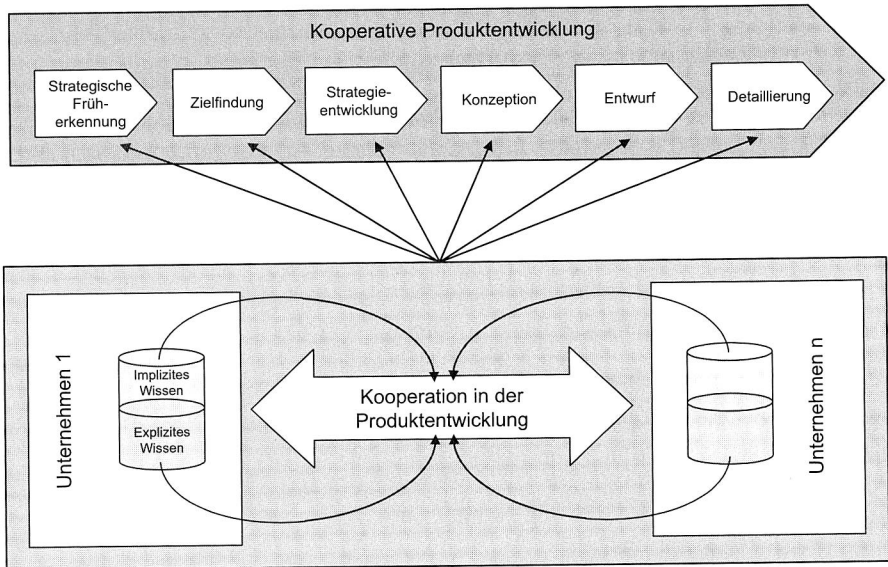 Kooperative Produktentwicklung
Strategische
Früh-
erkennung
Zielfindung
Strategie-
entwicklung
Konzeption
Entwurf
Detaillierung
Unternehmen 1
Implizites
Wissen
Explizites
Wissen
Kooperation in der
Produktentwicklung
Unternehmen n